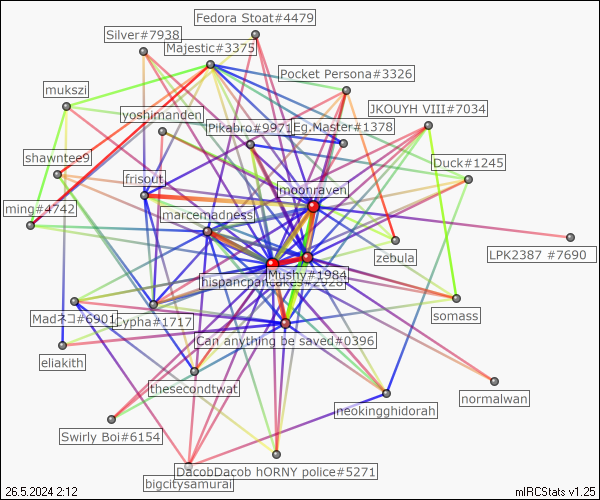 Fedora Stoat#4479
Silver#7938
Majestic#3375
Pocket Persona#3326
mukszi
JKOUYH VIII#7034
yoshimanden
Pikabro#9971
Eg.Master#1378
shawntee9
Duck#1245
frisout
moonraven
ming#4742
marcemadness
zebula
LPK2387 #7690
Mushy#1984
hispancpancakes#2928
Madネコ#6901
Cypha#1717
somass
Can anything be saved#0396
eliakith
thesecondtwat
normalwan
neokingghidorah
Swirly Boi#6154
DacobDacob hORNY police#5271
bigcitysamurai
26.5.2024 2:12
mIRCStats v1.25